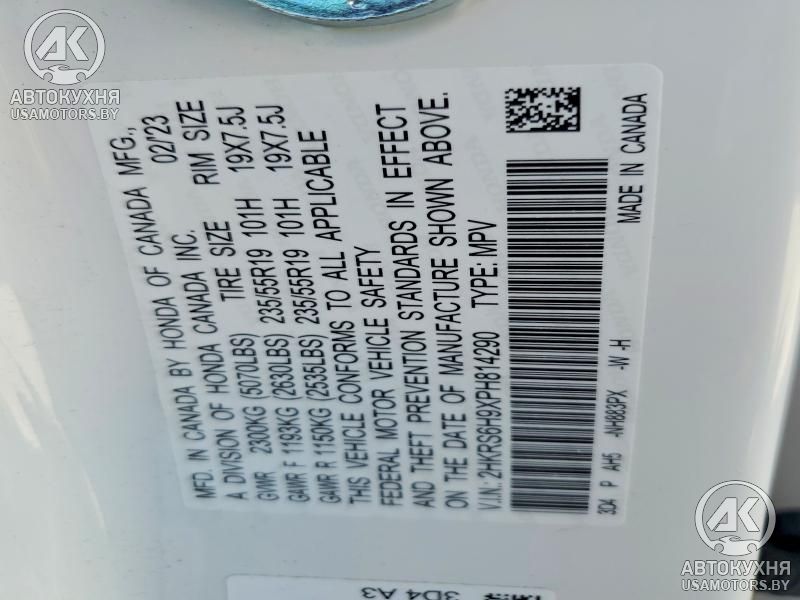 АВТОКУХНЯ
USAMOTORS.BY
MFD. IN CANADA BY HONDA OF CANADA MFG.,
A DIVISION OF HONDA CANADA INC. 02/'23
TIRE SIZE RIM SIZE
GVWR 2300KG (5070LBS)
GAWR F 1193KG (2630LBS) 235/55R19 101H 19X7.5J
GAWR R 1150KG (2535LBS) 235/55R19 101H 19X7.5J
THIS VEHICLE CONFORMS TO ALL APPLICABLE
FEDERAL MOTOR VEHICLE SAFETY
AND THEFT PREVENTION STANDARDS IN EFFECT
ON THE DATE OF MANUFACTURE SHOWN ABOVE.
V.I.N.: 2HKRS6H9XPH814290 TYPE: MPV
3D4 P AH5 -NH883PX -W -H MADE IN CANADA
3D4 A3
АВТОКУХНЯ
USAMOTORS.BY